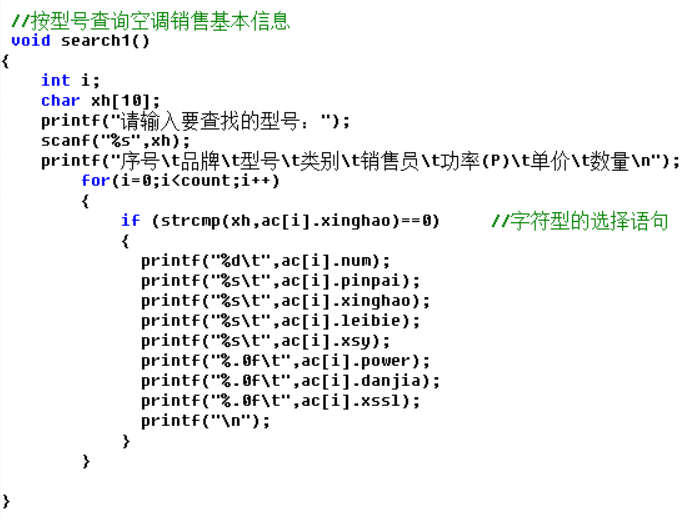 //按型号查询空调销售基本信息
void search1()
{
int i;
char xh[10];
printf("请输入要查找的型号: ");
scanf("%s",xh);
printf("序号\t品牌\t型号\t类别\t销售员\t功率(P)\t单价\t数量\n");
for(i=0;i<count;i++)
{
if (strcmp(xh,ac[i].xinghao)==0) //字符型的选择语句
{
printf("%d\t",ac[i].num);
printf("%s\t",ac[i].pinpai);
printf("%s\t",ac[i].xinghao);
printf("%s\t",ac[i].leibie);
printf("%s\t",ac[i].xsy);
printf("%.0f\t",ac[i].power);
printf("%.0f\t",ac[i].danjia);
printf("%.0f\t",ac[i].xssl);
printf("\n");
}
}
}